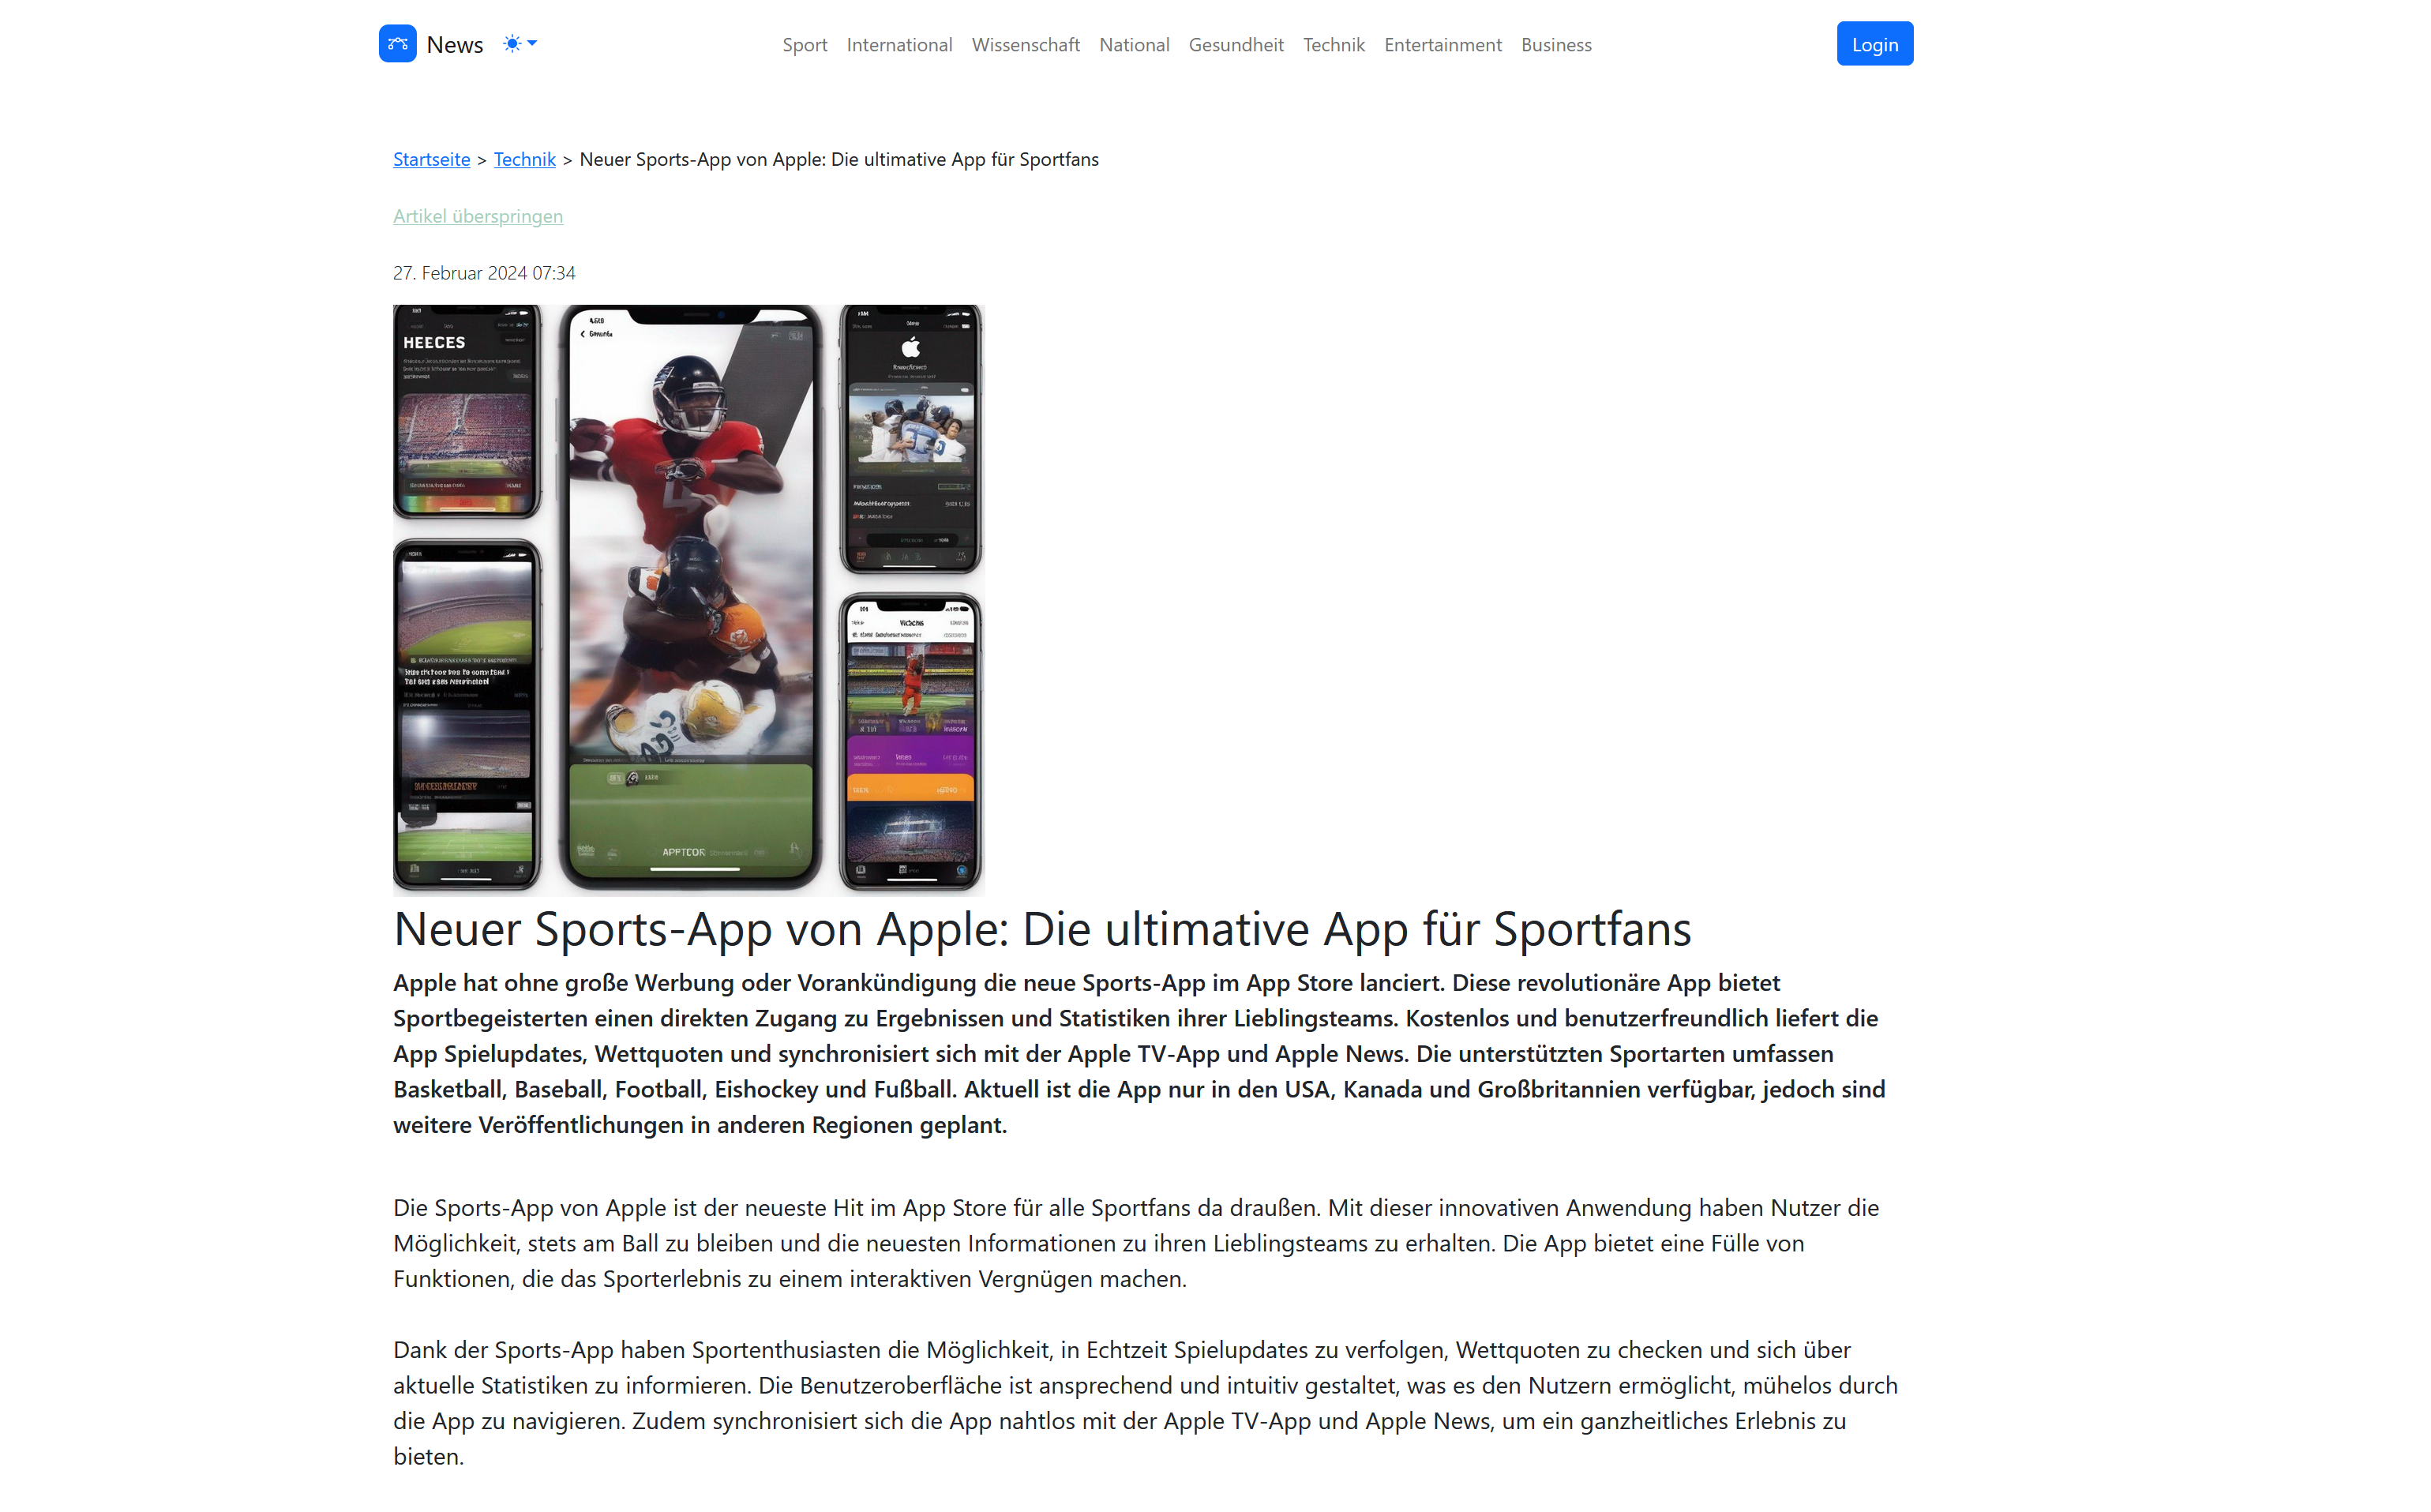 News
Sport International Wissenschaft National Gesundheit Technik Entertainment Business
Login
Startseite > Technik > Neuer Sports-App von Apple: Die ultimative App für Sportfans
Artikel überspringen
27. Februar 2024 07:34
HEECES
APFTCOR
Neuer Sports-App von Apple: Die ultimative App für Sportfans
Apple hat ohne große Werbung oder Vorankündigung die neue Sports-App im App Store lanciert. Diese revolutionäre App bietet
Sportbegeisterten einen direkten Zugang zu Ergebnissen und Statistiken ihrer Lieblingsteams. Kostenlos und benutzerfreundlich liefert die
App Spielupdates, Wettquoten und synchronisiert sich mit der Apple TV-App und Apple News. Die unterstützten Sportarten umfassen
Basketball, Baseball, Football, Eishockey und Fußball. Aktuell ist die App nur in den USA, Kanada und Großbritannien verfügbar, jedoch sind
weitere Veröffentlichungen in anderen Regionen geplant.
Die Sports-App von Apple ist der neueste Hit im App Store für alle Sportfans da draußen. Mit dieser innovativen Anwendung haben Nutzer die
Möglichkeit, stets am Ball zu bleiben und die neuesten Informationen zu ihren Lieblingsteams zu erhalten. Die App bietet eine Fülle von
Funktionen, die das Sporterlebnis zu einem interaktiven Vergnügen machen.
Dank der Sports-App haben Sportenthusiasten die Möglichkeit, in Echtzeit Spielupdates zu verfolgen, Wettquoten zu checken und sich über
aktuelle Statistiken zu informieren. Die Benutzeroberfläche ist ansprechend und intuitiv gestaltet, was es den Nutzern ermöglicht, mühelos durch
die App zu navigieren. Zudem synchronisiert sich die App nahtlos mit der Apple TV-App und Apple News, um ein ganzheitliches Erlebnis zu
bieten.